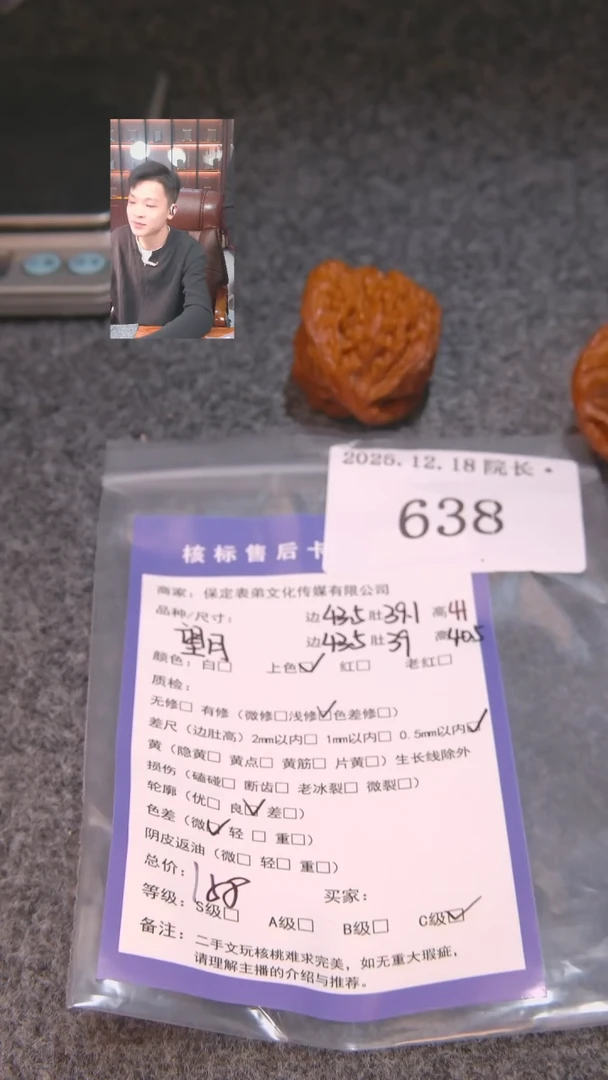 2025.12.18 院长·
638
核标售后卡
商家：保定表弟文化传媒有限公司
品种/尺寸： 边43.5 肚39.1 高41
望月 边43.5 肚39 高40.5
颜色：白□ 上色☑ 红□ 老红□
质检：
无修□ 有修（微修□浅修☑色差修□）
差尺（边肚高）2mm以内□ 1mm以内□ 0.5mm以内☑
黄（隐黄□ 黄点□ 黄筋□ 片黄□）生长线除外
损伤（磕碰□ 断齿□ 老冰裂□ 微裂□）
轮廓（优□ 良☑ 差□）
色差（微☑ 轻 □ 重□）
阴皮返油（微□ 轻□ 重□）
总价：188
买家：
等级：S级□ A级□ B级□ C级☑
备注：二手文玩核桃难求完美，如无重大瑕疵，
请理解主播的介绍与推荐。